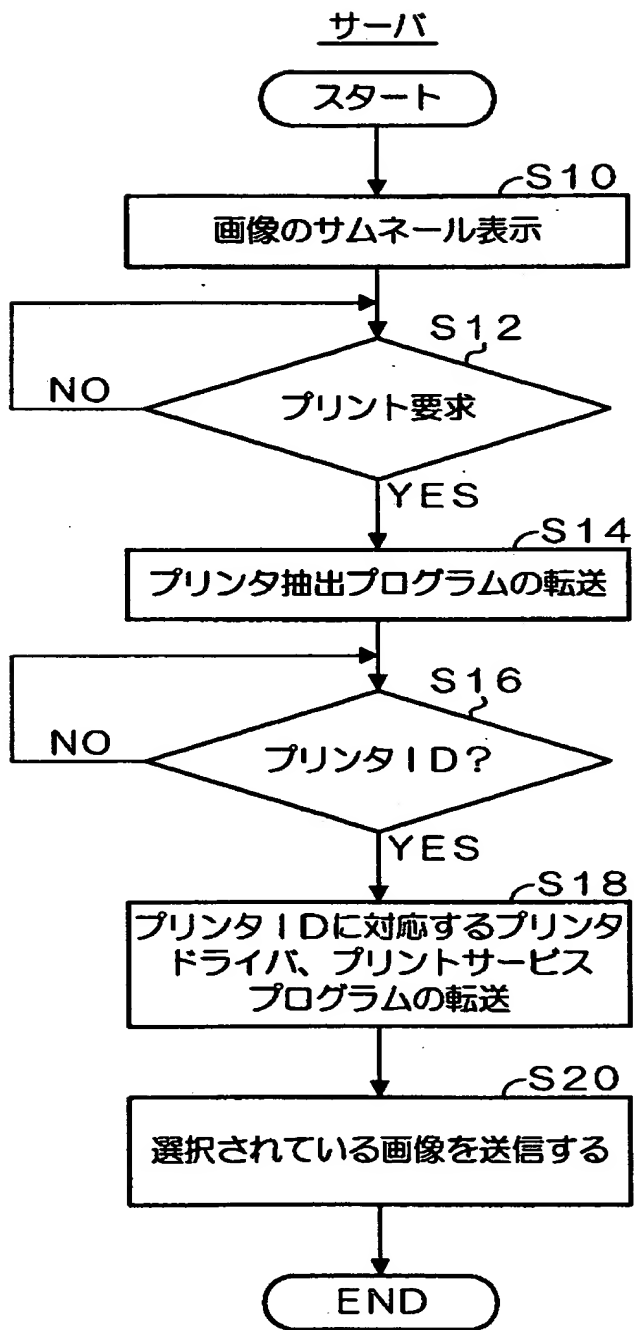 サーバ
スタート
S10
画像のサムネール表示
S12
プリント要求
NO
YES
S14
プリンタ抽出プログラムの転送
S16
プリンタID?
NO
YES
S18
プリンタIDに対応するプリンタ
ドライバ、プリントサービス
プログラムの転送
S20
選択されている画像を送信する
END